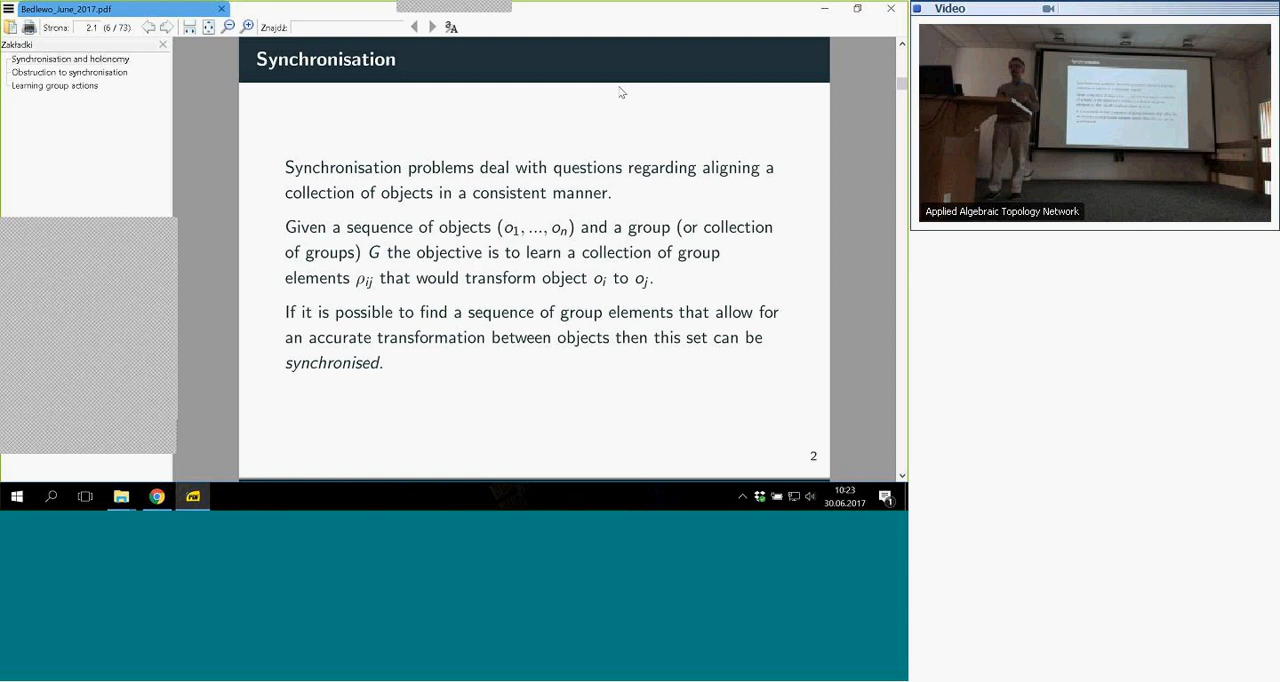 Bedlewo_June_2017.pdf
Strona: 2.1 (6 / 73) Znajdź:
Zakładki
Synchronisation and holonomy
Obstruction to synchronisation
Learning group actions
Synchronisation
Synchronisation problems deal with questions regarding aligning a
collection of objects in a consistent manner.
Given a sequence of objects (o₁, ..., oₙ) and a group (or collection
of groups) G the objective is to learn a collection of group
elements ρᵢⱼ that would transform object oᵢ to oⱼ.
If it is possible to find a sequence of group elements that allow for
an accurate transformation between objects then this set can be
synchronised.
2
10:23
30.06.2017
1
Video
Applied Algebraic Topology Network